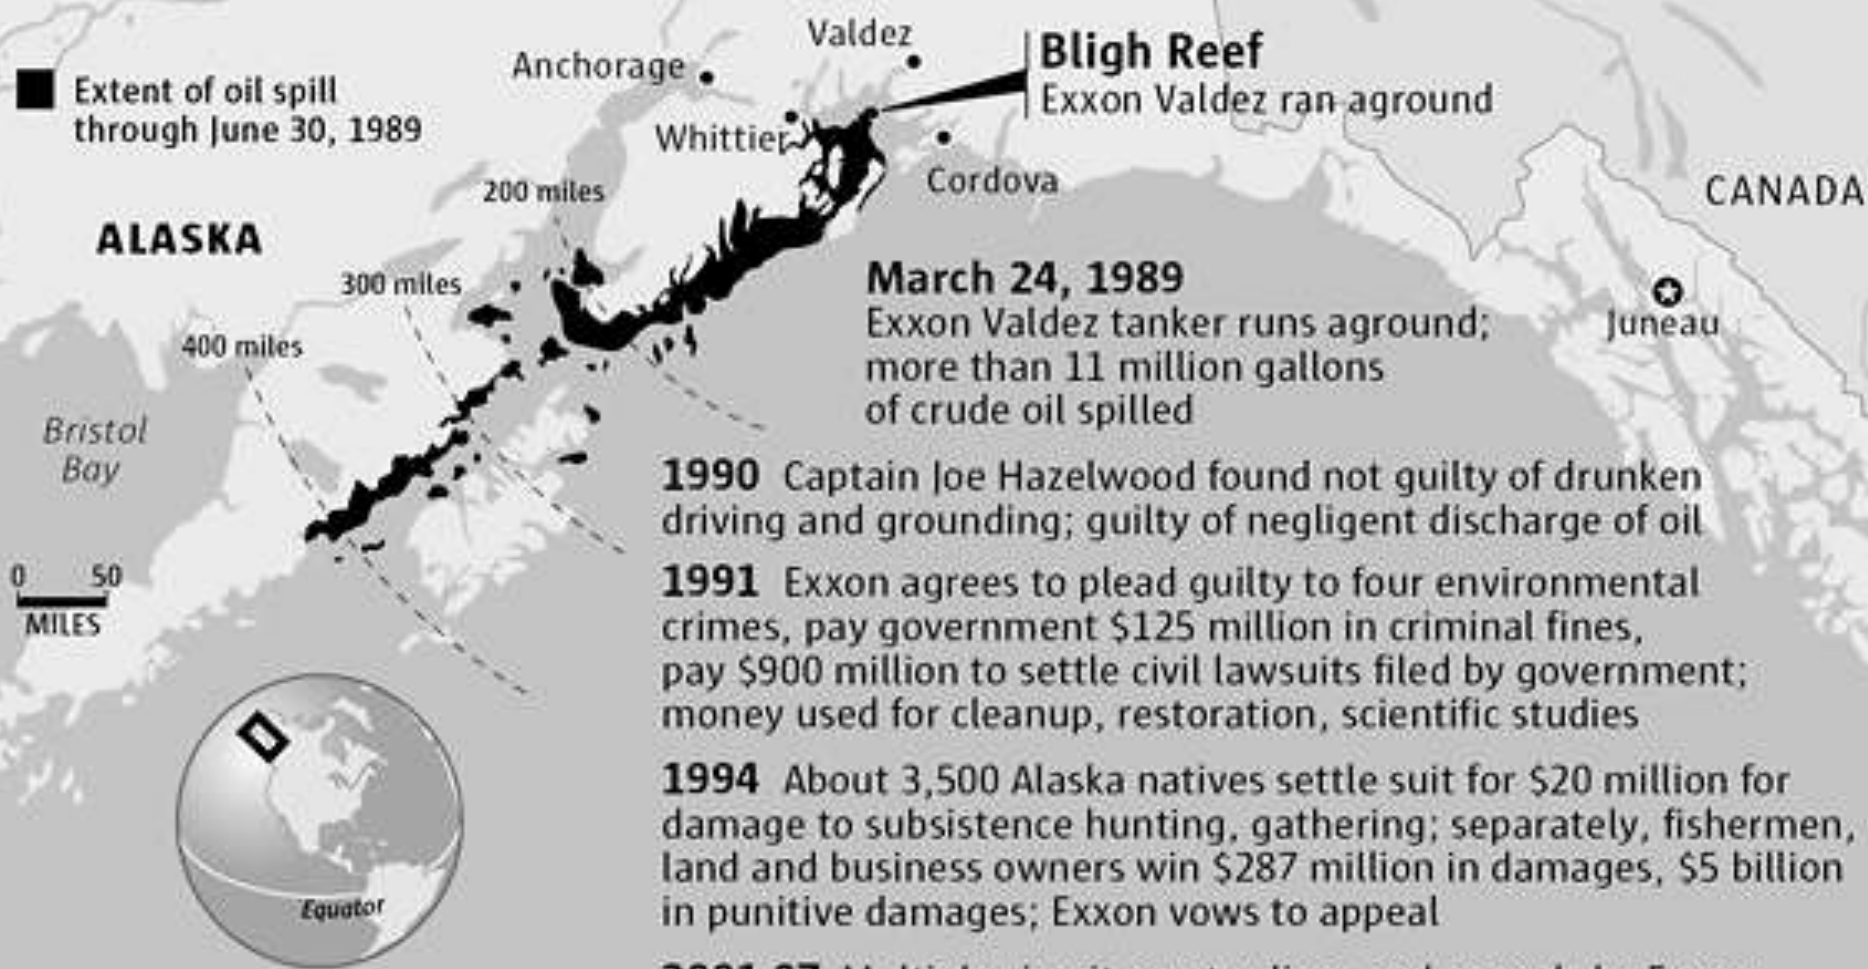 Extent of oil spill
through June 30, 1989
Anchorage
Valdez
Whittier
Cordova
Bligh Reef
Exxon Valdez ran aground
CANADA
Juneau
ALASKA
200 miles
300 miles
400 miles
Bristol
Bay
0 50
MILES
Equator
March 24, 1989
Exxon Valdez tanker runs aground;
more than 11 million gallons
of crude oil spilled
1990 Captain Joe Hazelwood found not guilty of drunken
driving and grounding; guilty of negligent discharge of oil
1991 Exxon agrees to plead guilty to four environmental
crimes, pay government $125 million in criminal fines,
pay $900 million to settle civil lawsuits filed by government;
money used for cleanup, restoration, scientific studies
1994 About 3,500 Alaska natives settle suit for $20 million for
damage to subsistence hunting, gathering; separately, fishermen,
land and business owners win $287 million in damages, $5 billion
in punitive damages; Exxon vows to appeal